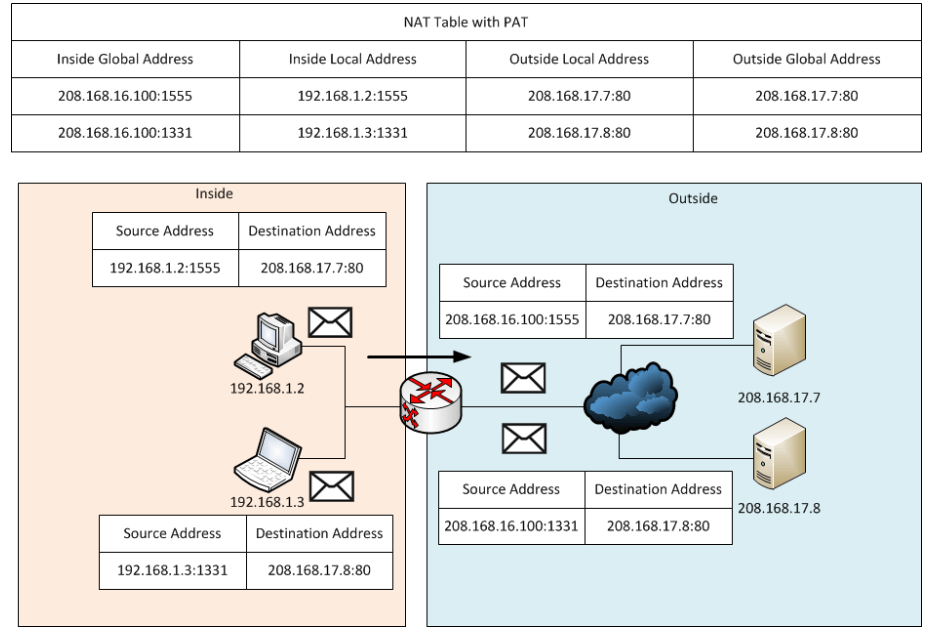 NAT Table with PAT
Inside Global Address Inside Local Address Outside Local Address Outside Global Address
208.168.16.100:1555 192.168.1.2:1555 208.168.17.7:80 208.168.17.7:80
208.168.16.100:1331 192.168.1.3:1331 208.168.17.8:80 208.168.17.8:80
Inside
Source Address Destination Address
192.168.1.2:1555 208.168.17.7:80
192.168.1.2
192.168.1.3
Source Address Destination Address
192.168.1.3:1331 208.168.17.8:80
Outside
Source Address Destination Address
208.168.16.100:1555 208.168.17.7:80
208.168.17.7
208.168.17.8
Source Address Destination Address
208.168.16.100:1331 208.168.17.8:80